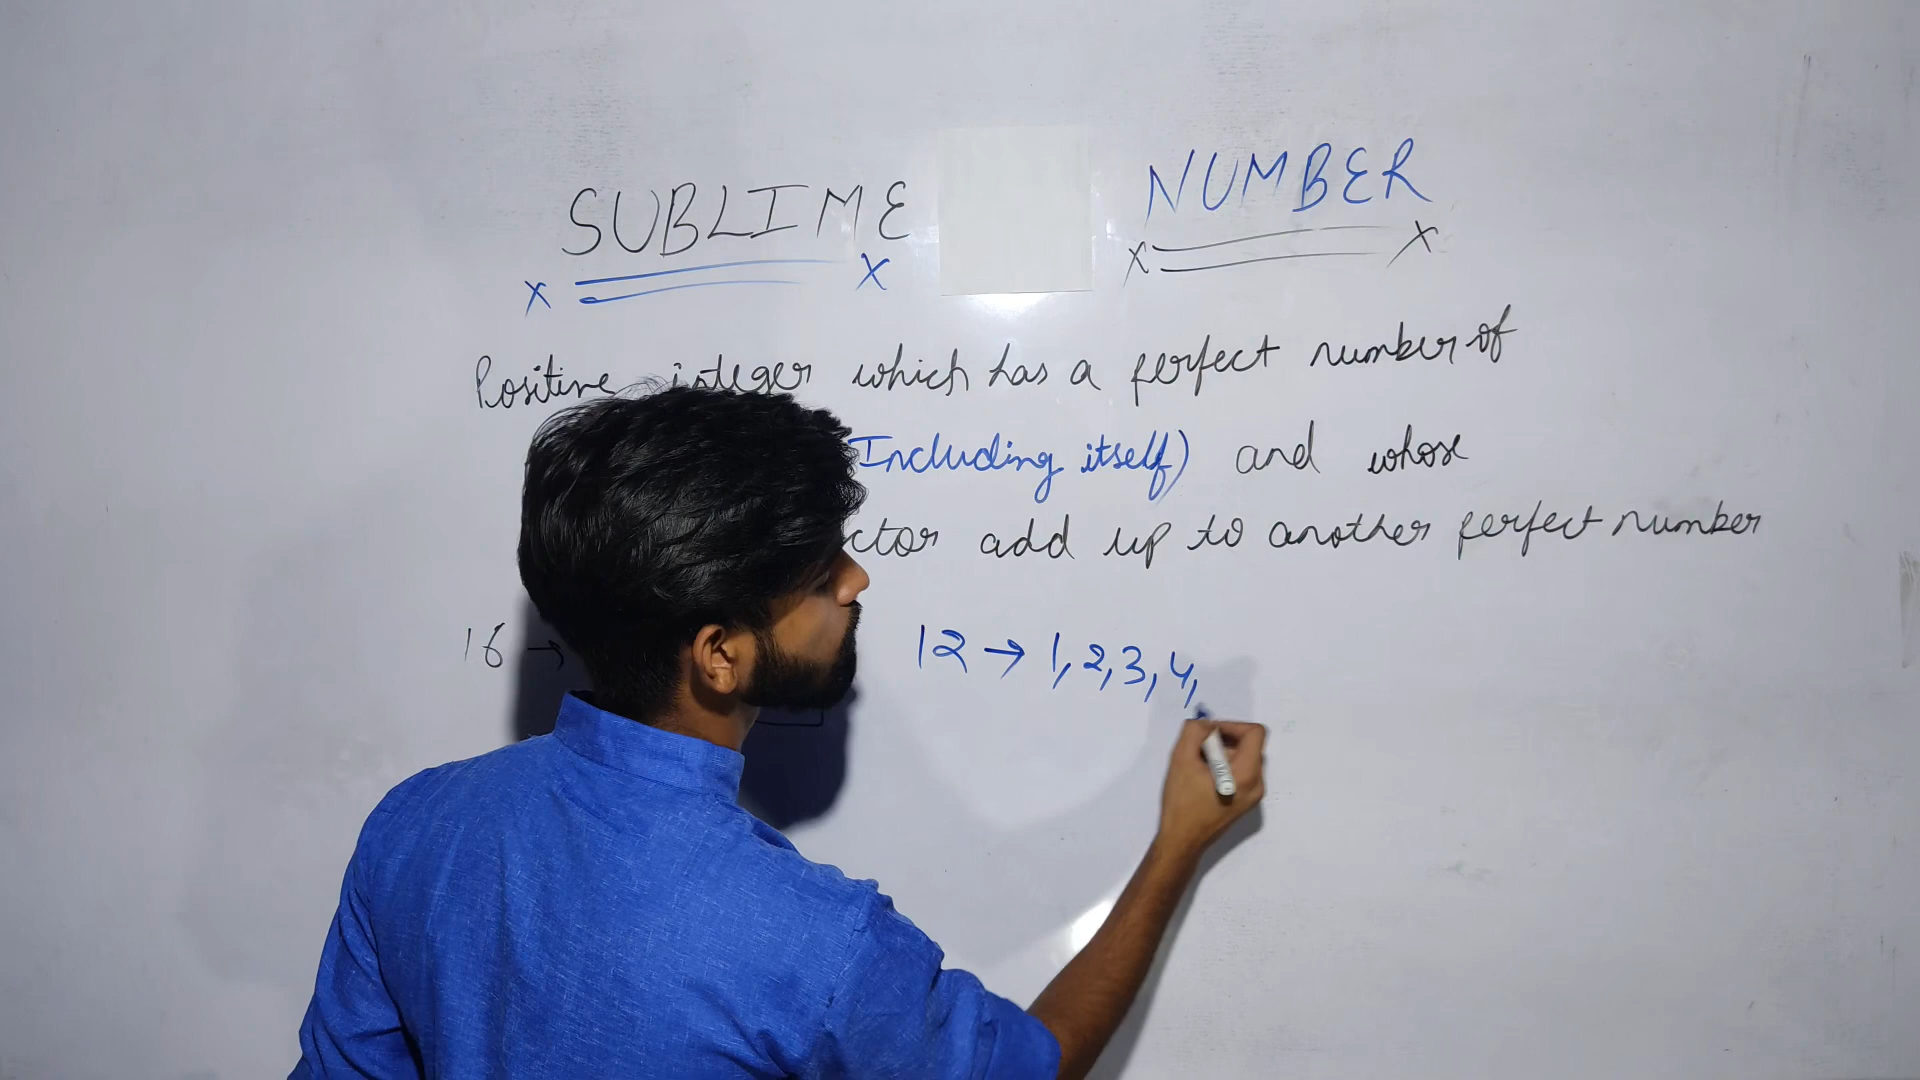 SUBLIME NUMBER
Positive integer which has a perfect number of
Including itself) and whose
ctor add up to another perfect number
16 →
12 → 1, 2, 3, 4,